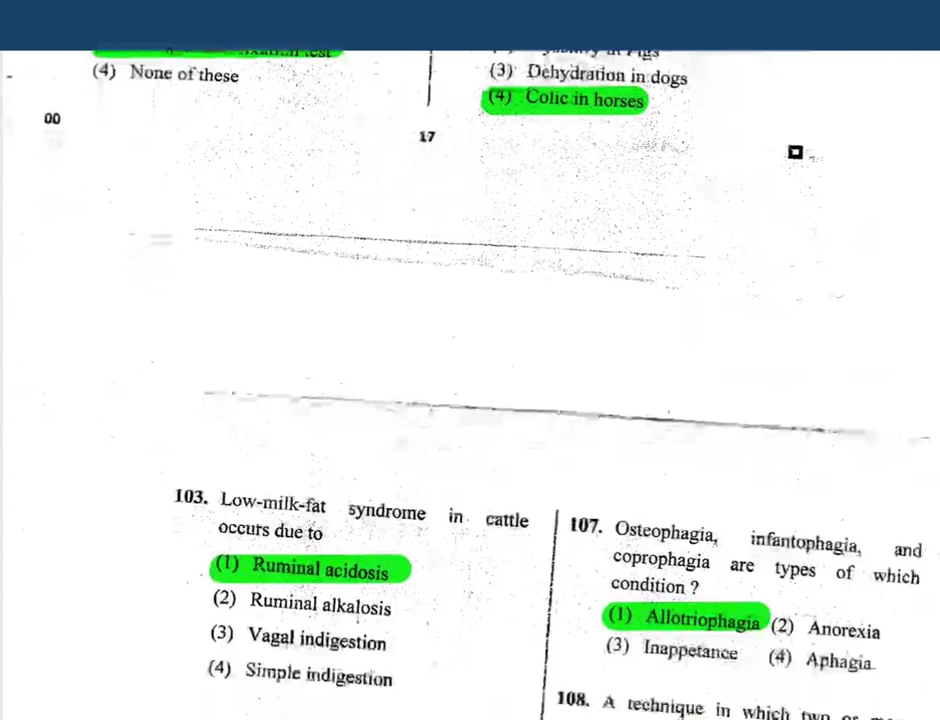 (4) None of these
(3) Dehydration in dogs
(4) Colic in horses
00
17
103. Low-milk-fat syndrome in cattle
occurs due to
(1) Ruminal acidosis
(2) Ruminal alkalosis
(3) Vagal indigestion
(4) Simple indigestion
107. Osteophagia, infantophagia, and
coprophagia are types of which
condition ?
(1) Allotriophagia (2) Anorexia
(3) Inappetance (4) Aphagia
108. A technique in which two or